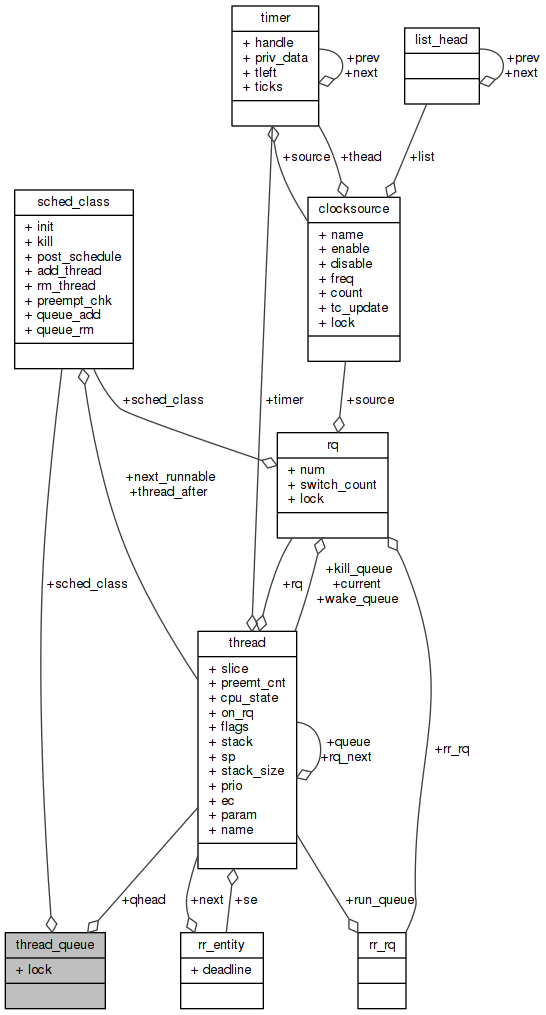 timer
+ handle
+ priv_data
+ tleft
+ ticks
+prev
+next
list_head
+prev
+next
+source
+thead
+list
sched_class
+ init
+ kill
+ post_schedule
+ add_thread
+ rm_thread
+ preempt_chk
+ queue_add
+ queue_rm
clocksource
+ name
+ enable
+ disable
+ freq
+ count
+ tc_update
+ lock
+sched_class
+timer
+source
rq
+ num
+ switch_count
+ lock
+next_runnable
+thread_after
+sched_class
+rq
+kill_queue
+current
+wake_queue
thread
+ slice
+ preemt_cnt
+ cpu_state
+ on_rq
+ flags
+ stack
+ sp
+ stack_size
+ prio
+ ec
+ param
+ name
+queue
+rq_next
+rr_rq
+qhead
+next
+se
+run_queue
thread_queue
+ lock
rr_entity
+ deadline
rr_rq